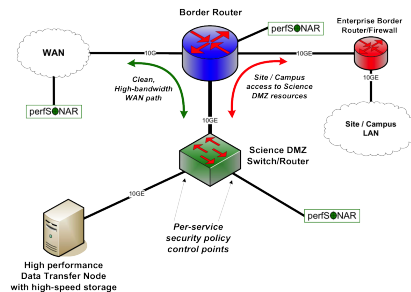 Border Router
perfSONAR
Enterprise Border
Router/Firewall
WAN
10G
10GE
Clean,
High-bandwidth
WAN path
Site / Campus
access to Science
DMZ resources
perfSONAR
10GE
Site / Campus
LAN
Science DMZ
Switch/Router
10GE
10GE
perfSONAR
Per-service
security policy
control points
High performance
Data Transfer Node
with high-speed storage